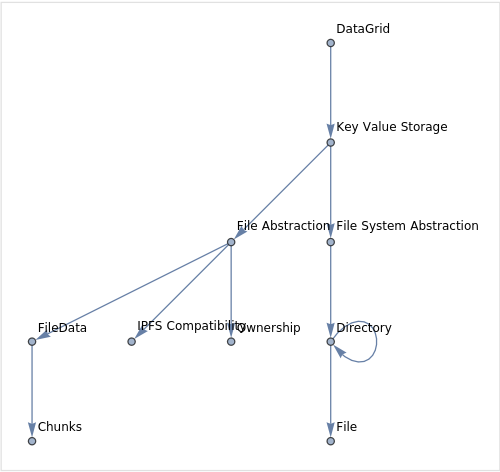 DataGrid
Key Value Storage
File Abstraction
File System Abstraction
FileData
IPFS Compatibility
Ownership
Directory
Chunks
File